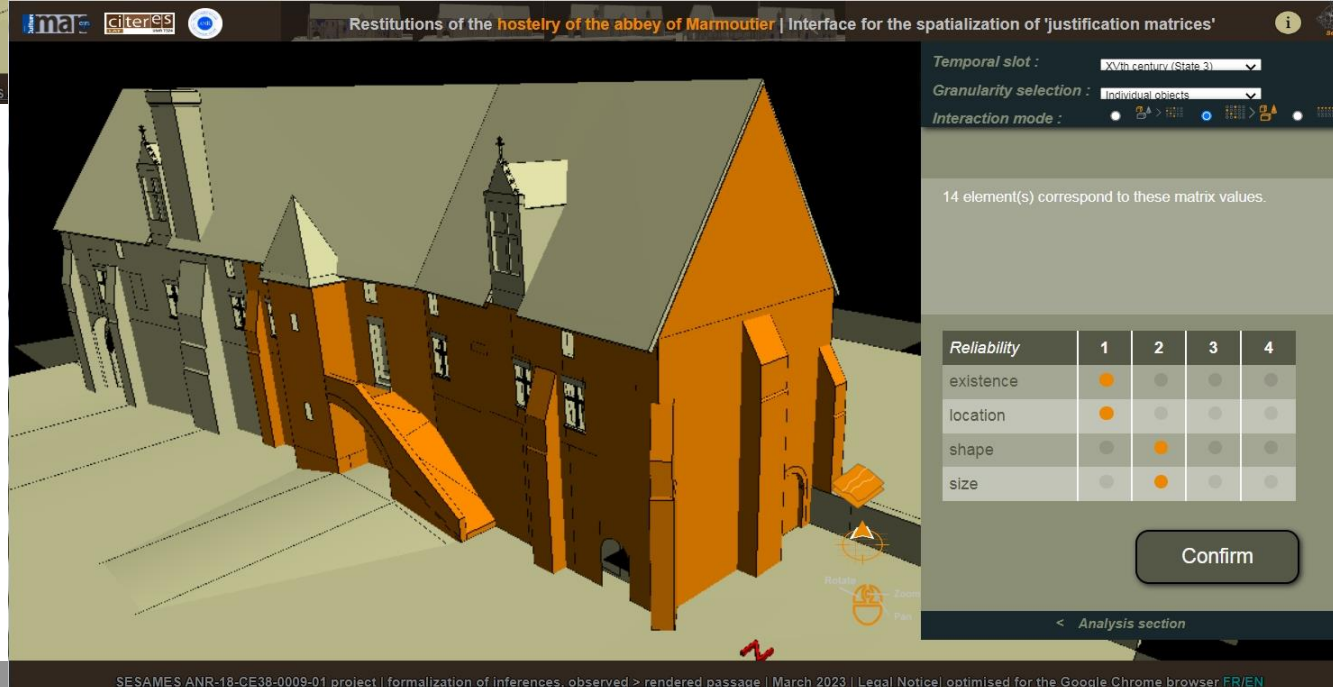 map
citeres
Restitutions of the hostelry of the abbey of Marmoutier | Interface for the spatialization of 'justification matrices'
i
Temporal slot :
XVth century (State 3)
Granularity selection :
Individual objects
Interaction mode :
14 element(s) correspond to these matrix values.
Reliability 1 2 3 4
existence
location
shape
size
Confirm
Rotate
Zoom
Pan
< Analysis section
SESAMES ANR-18-CE38-0009-01 project | formalization of inferences, observed > rendered passage | March 2023 | Legal Notice| optimised for the Google Chrome browser FR/EN